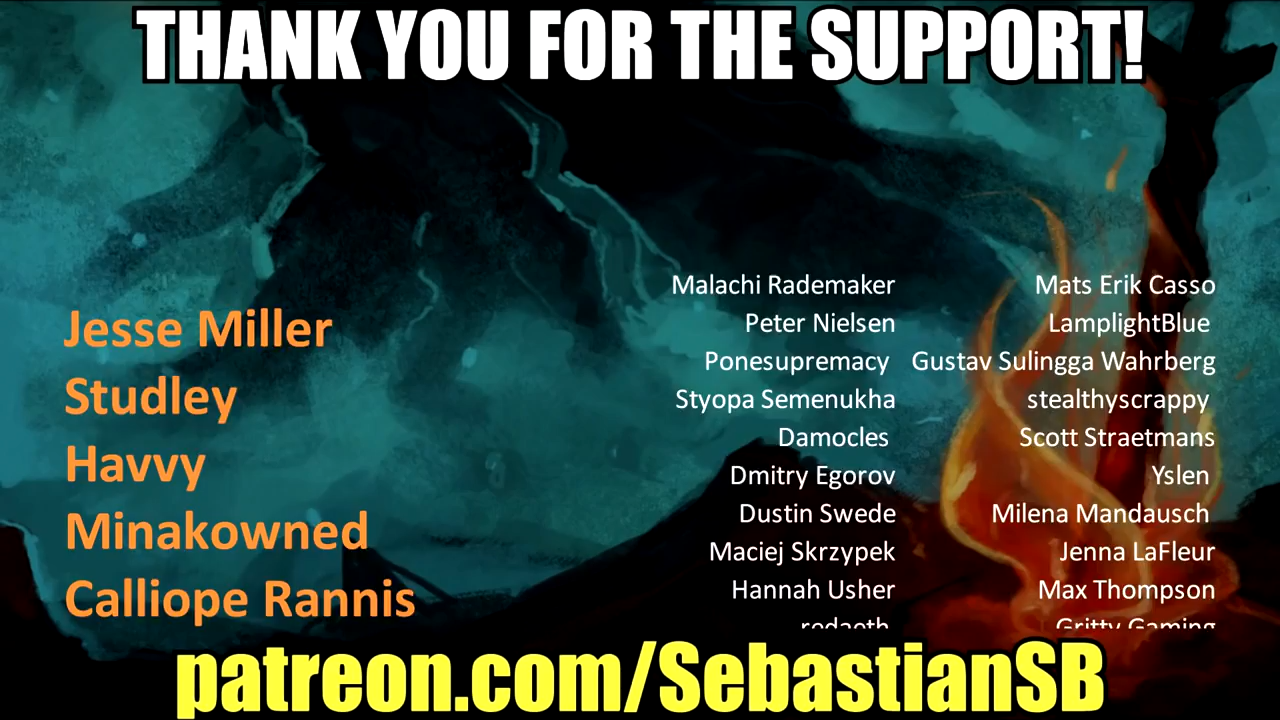 THANK YOU FOR THE SUPPORT!
Jesse Miller
Studley
Havvy
Minakowned
Calliope Rannis
Malachi Rademaker
Peter Nielsen
Ponesupremacy
Styopa Semenukha
Damocles
Dmitry Egorov
Dustin Swede
Maciej Skrzypek
Hannah Usher
Mats Erik Casso
LamplightBlue
Gustav Sulingga Wahrberg
stealthyscrappy
Scott Straetmans
Yslen
Milena Mandausch
Jenna LaFleur
Max Thompson
Gritty Gaming
patreon.com/SebastianSB